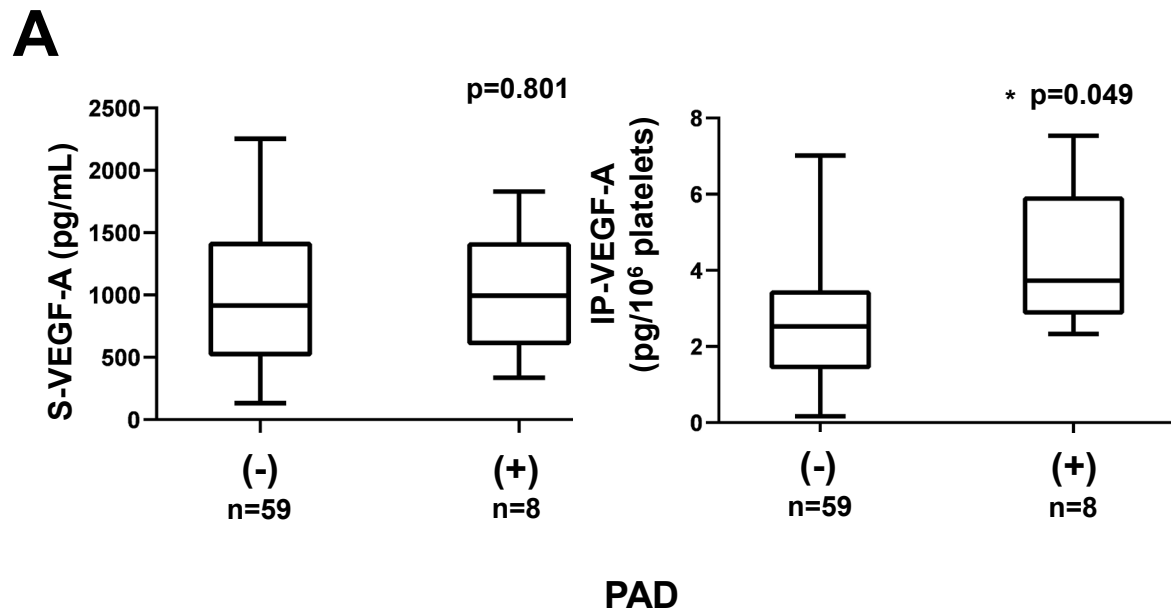 A
p=0.801
S-VEGF-A (pg/mL)
2500
2000
1500
1000
500
0
(-)
(+)
n=59
n=8
* p=0.049
IP-VEGF-A
(pg/10⁶ platelets)
8
6
4
2
0
(-)
(+)
n=59
n=8
PAD